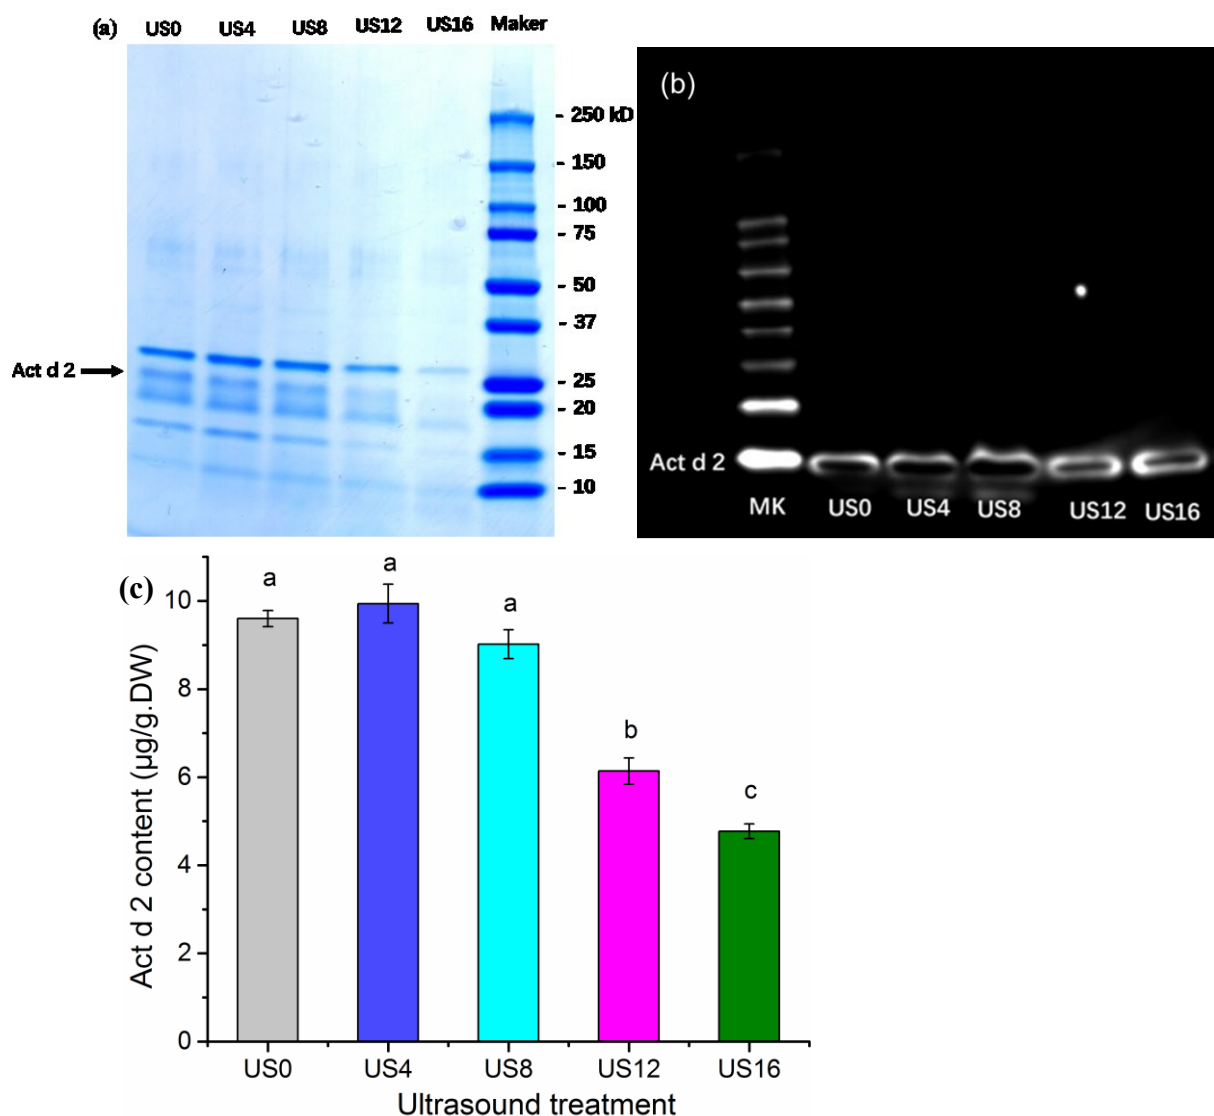 (a) US0 US4 US8 US12 US16 Maker
- 250 kD
- 150
- 100
- 75
- 50
- 37
Act d 2
- 25
- 20
- 15
- 10
(b)
Act d 2
MK US0 US4 US8 US12 US16
(c)
Act d 2 content (µg/g.DW)
10
8
6
4
2
0
a
a
a
b
c
US0 US4 US8 US12 US16
Ultrasound treatment